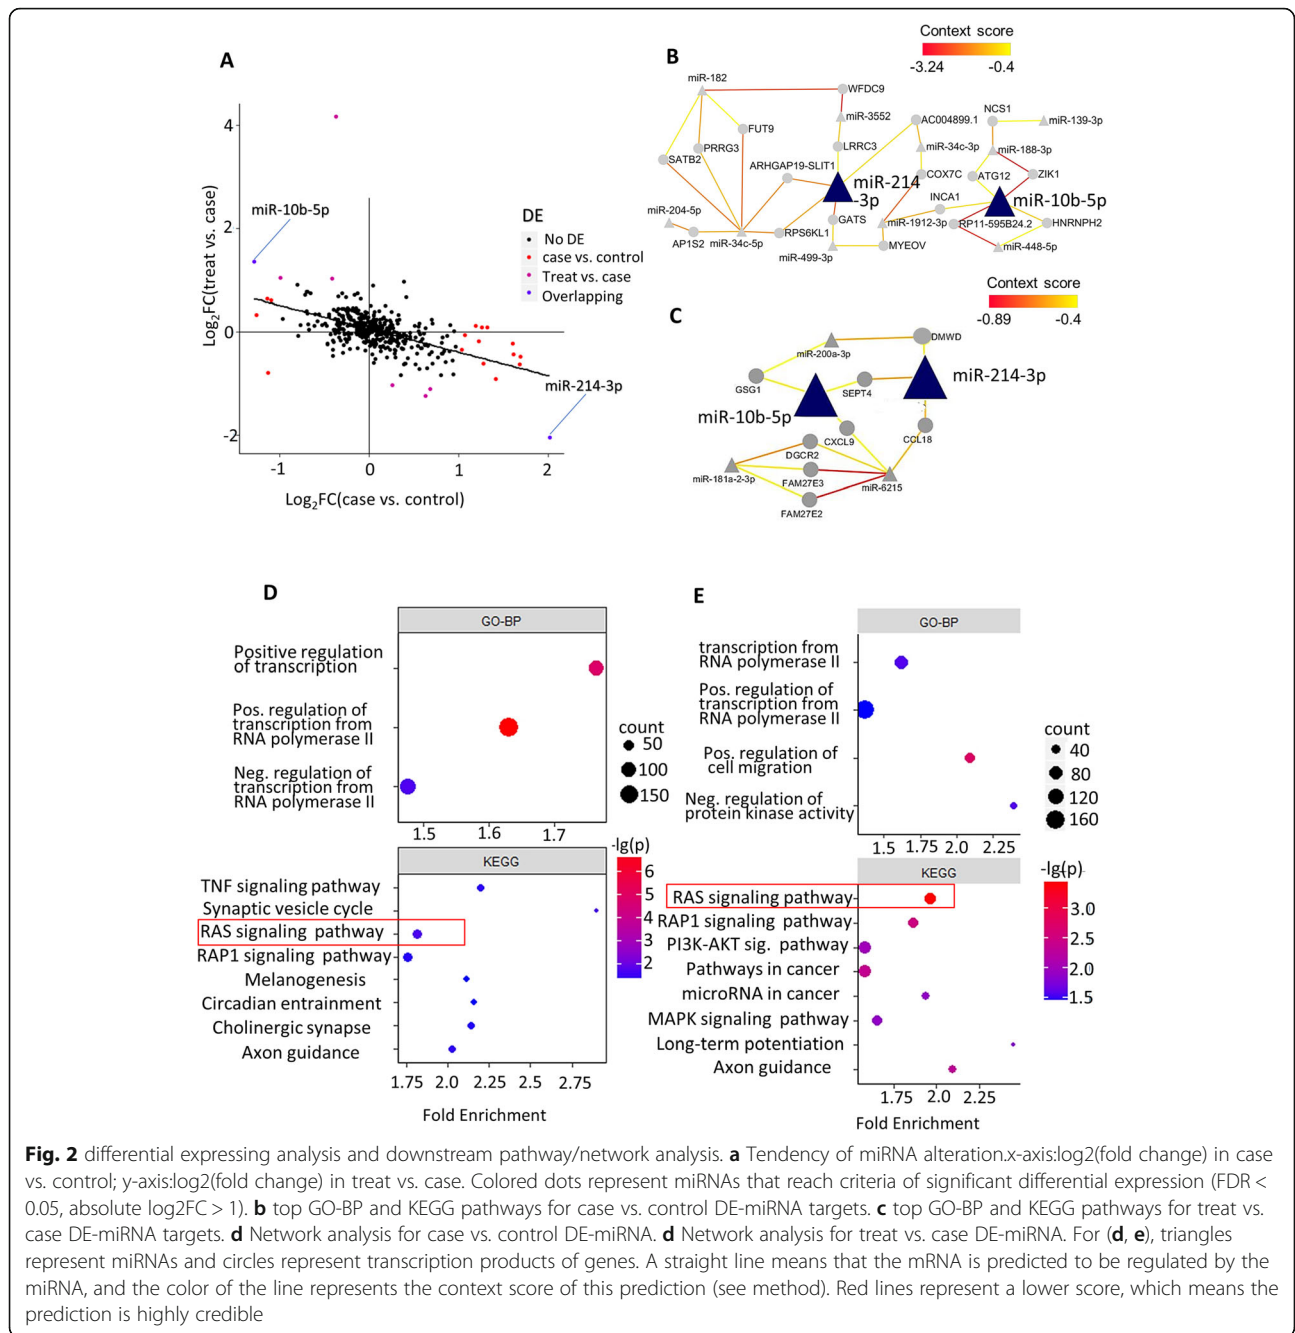 A
Log2FC(treat vs. case)
4
2
0
-2
-1
0
1
2
Log2FC(case vs. control)
miR-10b-5p
miR-214-3p
DE
No DE
case vs. control
Treat vs. case
Overlapping
B
Context score
-3.24
-0.4
miR-182
WFDC9
miR-3552
FUT9
PRRG3
SATB2
LRRC3
ARHGAP19-SLIT1
AC004899.1
miR-34c-3p
COX7C
NCS1
miR-139-3p
miR-188-3p
ATG12
ZIK1
miR-214
-3p
miR-10b-5p
INCA1
miR-204-5p
AP1S2
miR-34c-5p
RPS6KL1
GATS
miR-1912-3p
RP11-595B24.2
HNRNPH2
miR-499-3p
MYEOV
miR-448-5p
C
Context score
-0.89
-0.4
miR-200a-3p
DMWD
GSG1
SEPT4
miR-214-3p
miR-10b-5p
CXCL9
CCL18
DGCR2
miR-181a-2-3p
FAM27E3
miR-6215
FAM27E2
D
GO-BP
Positive regulation
of transcription
Pos. regulation of
transcription from
RNA polymerase II
Neg. regulation of
transcription from
RNA polymerase II
1.5
1.6
1.7
count
50
100
150
KEGG
TNF signaling pathway
Synaptic vesicle cycle
RAS signaling pathway
RAP1 signaling pathway
Melanogenesis
Circadian entrainment
Cholinergic synapse
Axon guidance
1.75
2.0
2.25
2.75
Fold Enrichment
-lg(p)
6
5
4
3
2
E
GO-BP
transcription from
RNA polymerase II
Pos. regulation of
transcription from
RNA polymerase II
Pos. regulation of
cell migration
Neg. regulation of
protein kinase activity
1.5
2.0
2.25
count
40
80
120
160
KEGG
RAS signaling pathway
RAP1 signaling pathway
PI3K-AKT sig. pathway
Pathways in cancer
microRNA in cancer
MAPK signaling pathway
Long-term potentiation
Axon guidance
1.75
2.0
2.25
Fold Enrichment
-lg(p)
3.0
2.5
2.0
1.5
Fig. 2 differential expressing analysis and downstream pathway/network analysis. a Tendency of miRNA alteration.x-axis:log2(fold change) in case
vs. control; y-axis:log2(fold change) in treat vs. case. Colored dots represent miRNAs that reach criteria of significant differential expression (FDR <
0.05, absolute log2FC > 1). b top GO-BP and KEGG pathways for case vs. control DE-miRNA targets. c top GO-BP and KEGG pathways for treat vs.
case DE-miRNA targets. d Network analysis for case vs. control DE-miRNA. d Network analysis for treat vs. case DE-miRNA. For (d, e), triangles
represent miRNAs and circles represent transcription products of genes. A straight line means that the mRNA is predicted to be regulated by the
miRNA, and the color of the line represents the context score of this prediction (see method). Red lines represent a lower score, which means the
prediction is highly credible